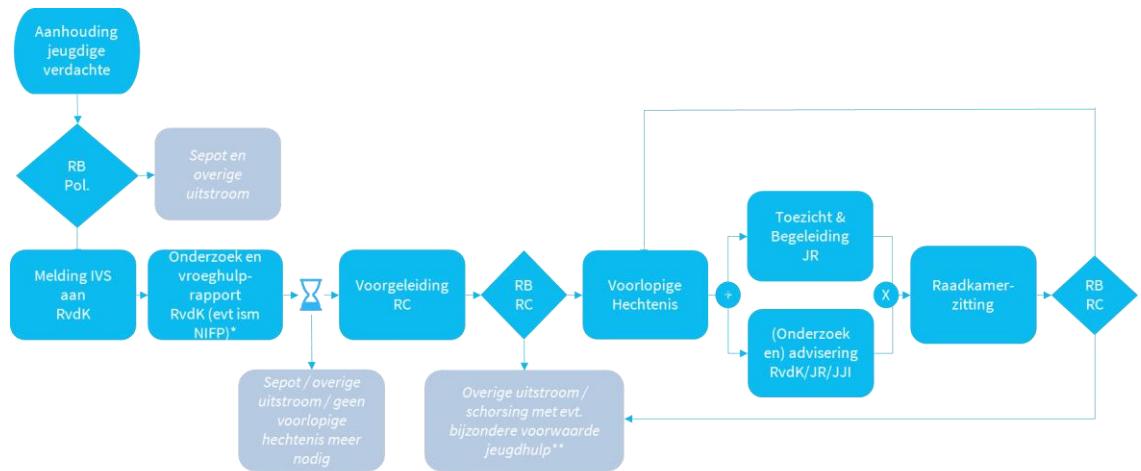 Aanhouding
jeugdige
verdachte
RB
Pol.
Sepot en
overige
uitstroom
Melding IVS
aan
RvdK
Onderzoek en
vroeghulp-
rapport
RvdK (evt ism
NIFP)*
Voorgeleiding
RC
RB
RC
Voorlopige
Hechtenis
+
Toezicht &
Begeleiding
JR
(Onderzoek
en) advisering
RvdK/JR/JJI
X
Raadkamer-
zitting
RB
RC
Sepot / overige
uitstroom / geen
voorlopige
hechtenis meer
nodig
Overige uitstroom /
schorsing met evt.
bijzondere voorwaarde
jeugdhulp**